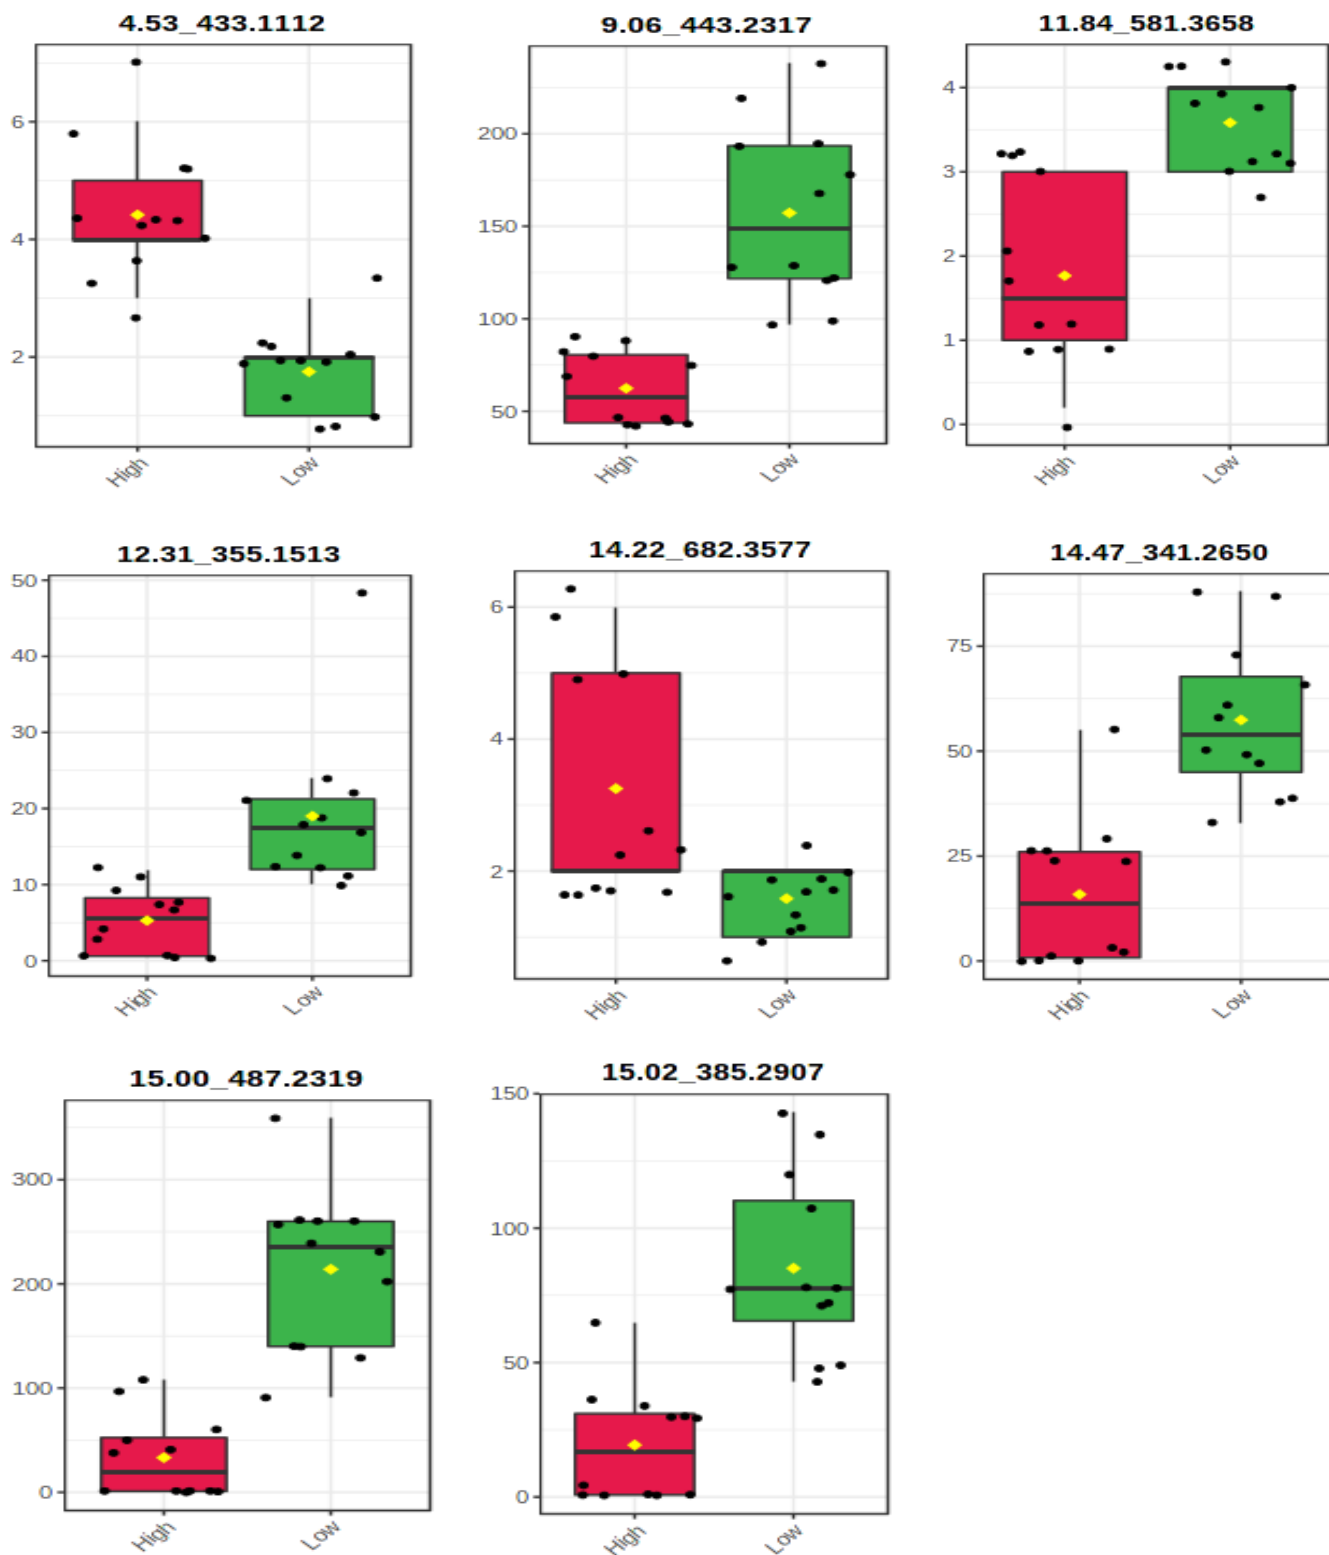 4.53_433.1112
6
4
2
High
Low
9.06_443.2317
200
150
100
50
High
Low
11.84_581.3658
4
3
2
1
0
High
Low
12.31_355.1513
50
40
30
20
10
0
High
Low
14.22_682.3577
6
4
2
High
Low
14.47_341.2650
75
50
25
0
High
Low
15.00_487.2319
300
200
100
0
High
Low
15.02_385.2907
150
100
50
0
High
Low